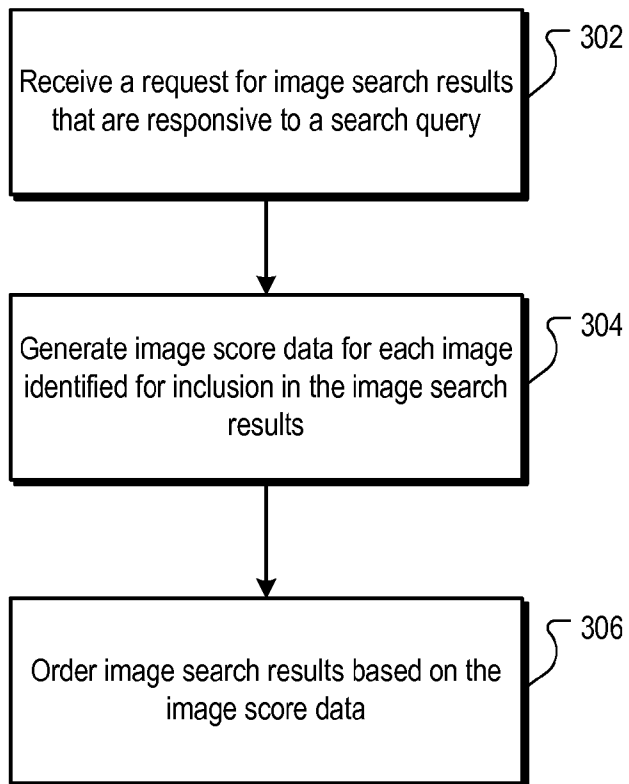 302
Receive a request for image search results
that are responsive to a search query
304
Generate image score data for each image
identified for inclusion in the image search
results
306
Order image search results based on the
image score data